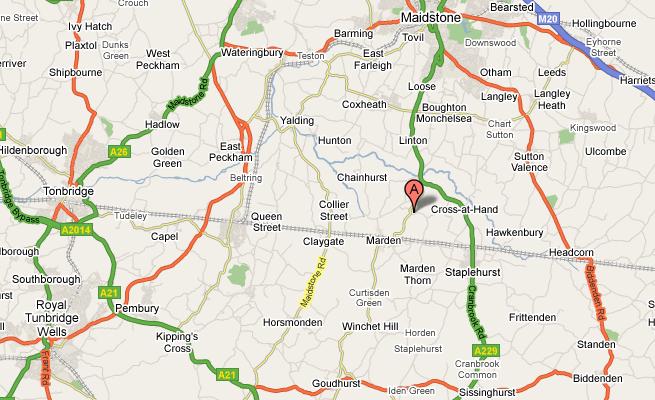 Crouch
Ivy Hatch
Plaxtol
Dunks
Green
West
Peckham
Shipbourne
Wateringbury
Teston
Barming
East
Farleigh
Maidstone
Tovil
Bearsted
M20
Hollingbourne
Eyhorne
Street
Downswood
Otham
Leeds
Langley
Langley
Heath
Harriets
Loose
Boughton
Monchelsea
Coxheath
Chart
Sutton
Kingswood
Ulcombe
Maidstone Rd
Hadlow
Yalding
Hunton
Linton
A26
Golden
Green
East
Peckham
Beltring
Hildenborough
Tonbridge
Tonbridge Bypass
A2014
Tudeley
Capel
Queen
Street
Collier
Street
Chainhurst
Sutton
Valence
A
Cross-at-Hand
Hawkenbury
Headcorn
Claygate
Marden
Marden
Thorn
Staplehurst
Maidstone Rd
Curtisden
Green
Cranbrook Rd
Biddenden Rd
Southborough
Royal
Tunbridge
Wells
A21
Pembury
Kipping's
Cross
Horsmonden
Winchet Hill
Horden
Staplehurst
Frittenden
Standen
A229
Cranbrook
Common
Frant Rd
A21
Goudhurst
Iden Green
Sissinghurst
Biddenden